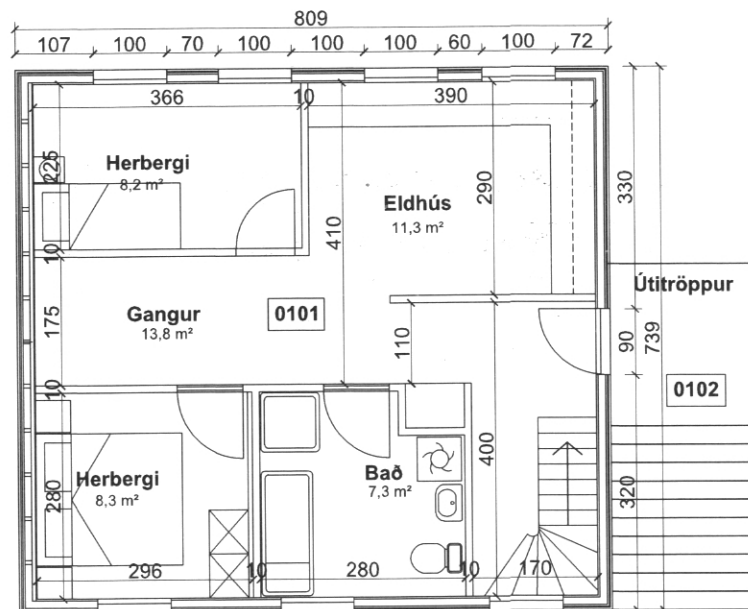 809
107 100 70 100 100 100 60 100 72
366 10 390
Herbergi
8,2 m²
225
Eldhús
11,3 m²
290
330
410
10
Útitröppur
Gangur
13,8 m²
0101
175
110
90
739
0102
10
Herbergi
8,3 m²
280
Bað
7,3 m²
400
320
296 10 280 10 170